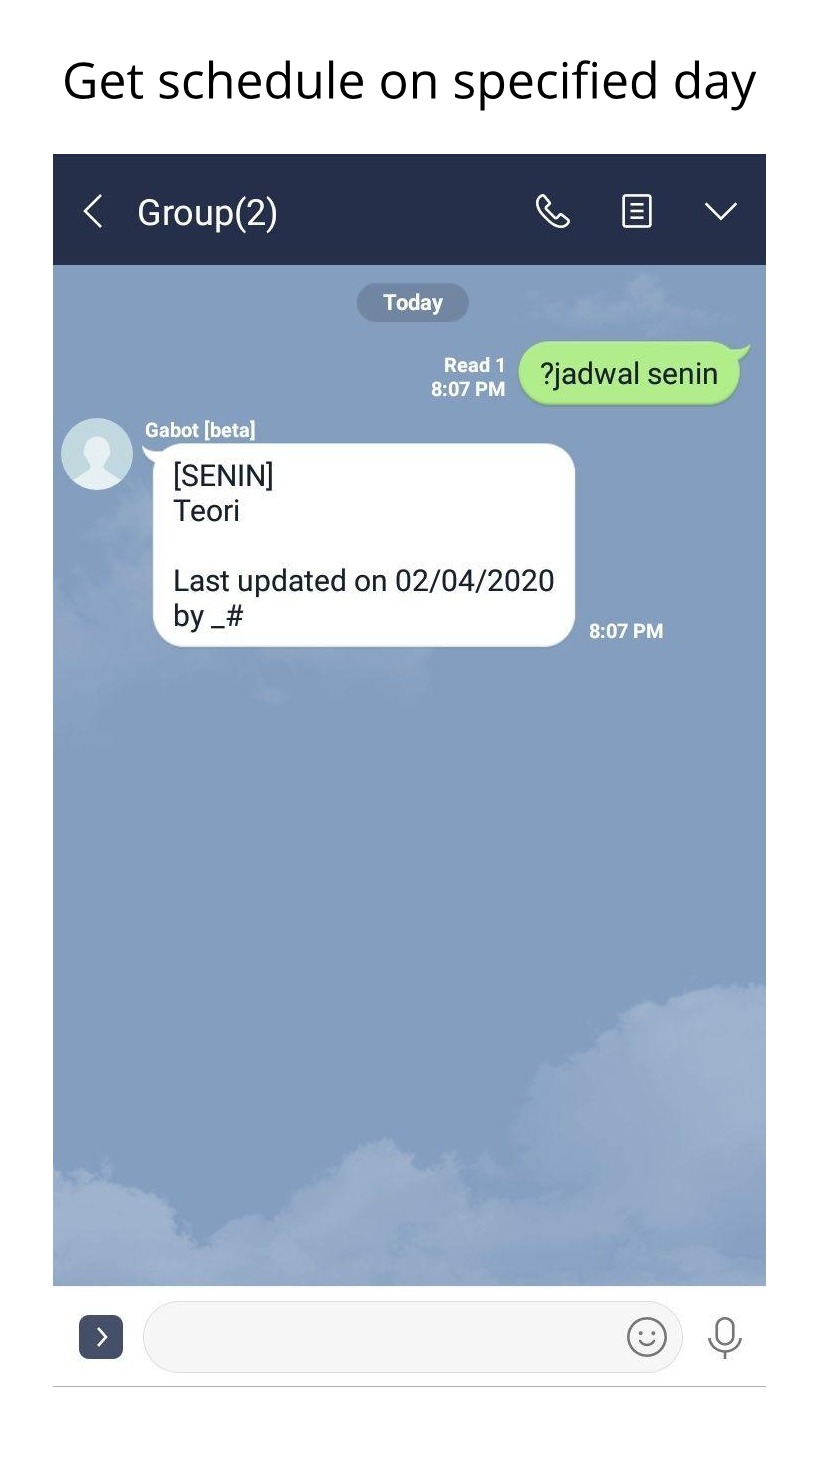 Get schedule on specified day
Group(2)
Today
Read 1
8:07 PM
?jadwal senin
Gabot [beta]
[SENIN]
Teori
Last updated on 02/04/2020
by _#
8:07 PM